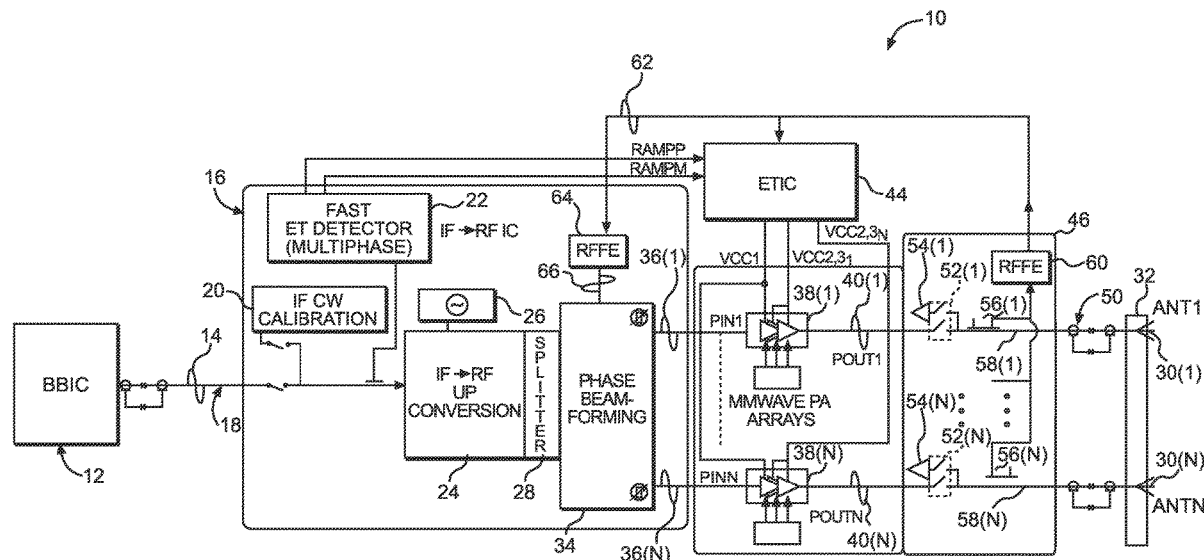 10
62
RAMPP
RAMPM
ETIC
44
16
FAST
ET DETECTOR
(MULTIPHASE)
22
IF→RF IC
64
RFFE
66
36(1)
VCC1
VCC2,31
VCC2,3N
46
54(1)
52(1)
RFFE
60
56(1)
50
32
ANT1
20
IF CW
CALIBRATION
26
38(1)
40(1)
PIN1
POUT1
58(1)
30(1)
BBIC
14
18
12
IF→RF
UP
CONVERSION
SPLITTER
PHASE
BEAM-
FORMING
MMWAVE PA
ARRAYS
54(N)
52(N)
56(N)
38(N)
PINN
POUTN
40(N)
58(N)
30(N)
ANTN
24
28
34
36(N)